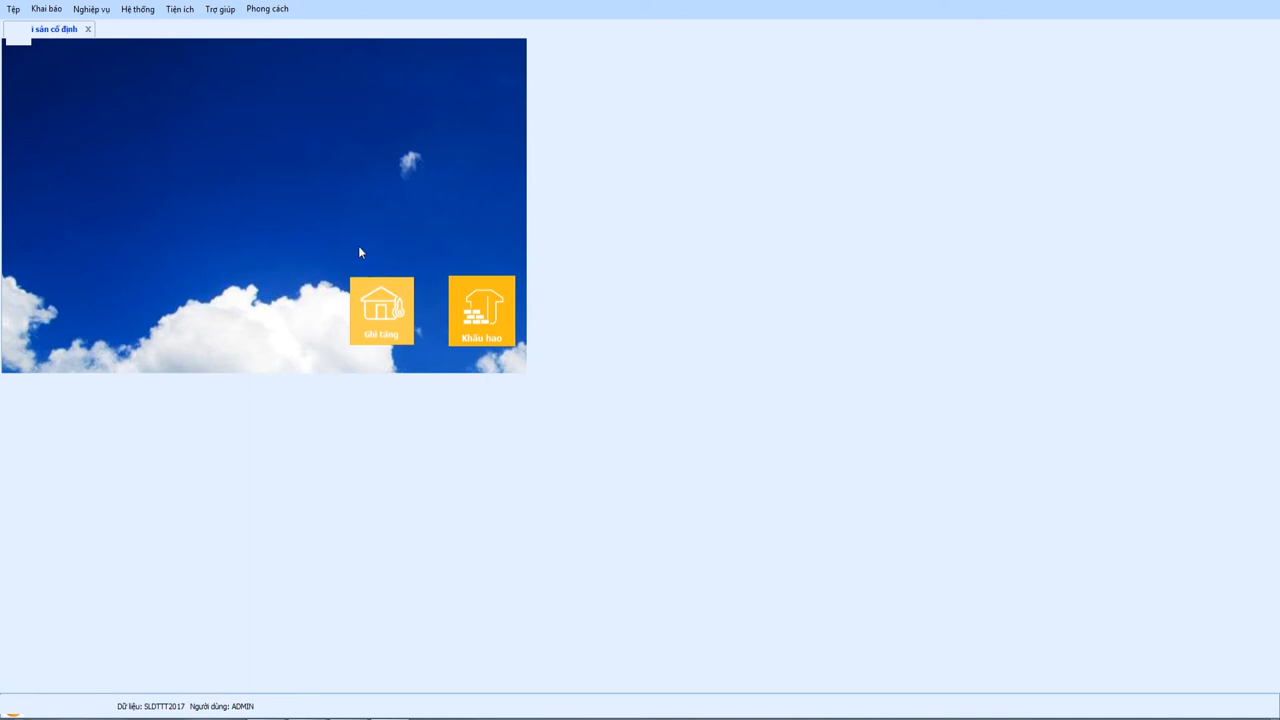 Tệp Khai báo Nghiệp vụ Hệ thống Tiện ích Trợ giúp Phong cách
i sản cố định X
Ghi tăng
Khấu hao
Dữ liệu: SLDTTT2017 Người dùng: ADMIN